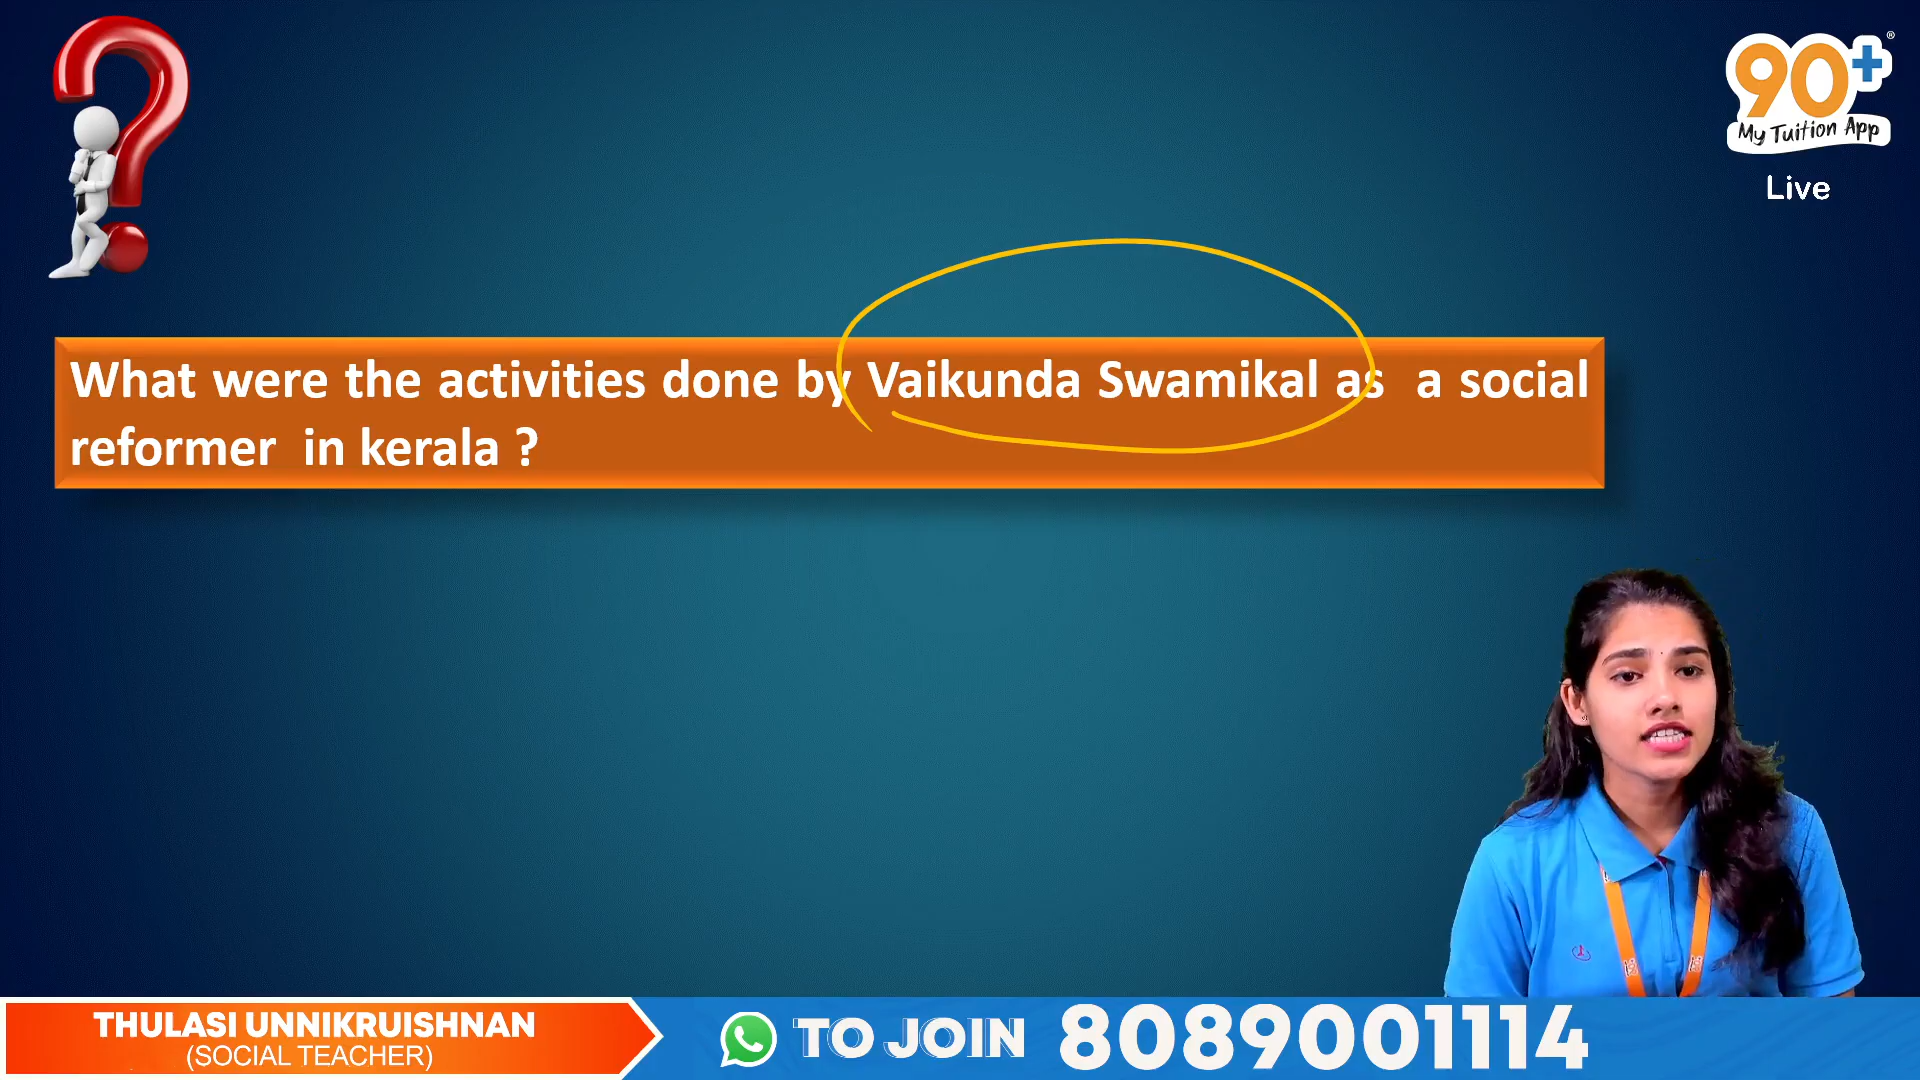 90+
®
My Tuition App
Live
What were the activities done by Vaikunda Swamikal as a social
reformer in kerala ?
THULASI UNNIKRUISHNAN
(SOCIAL TEACHER)
TO JOIN 8089001114